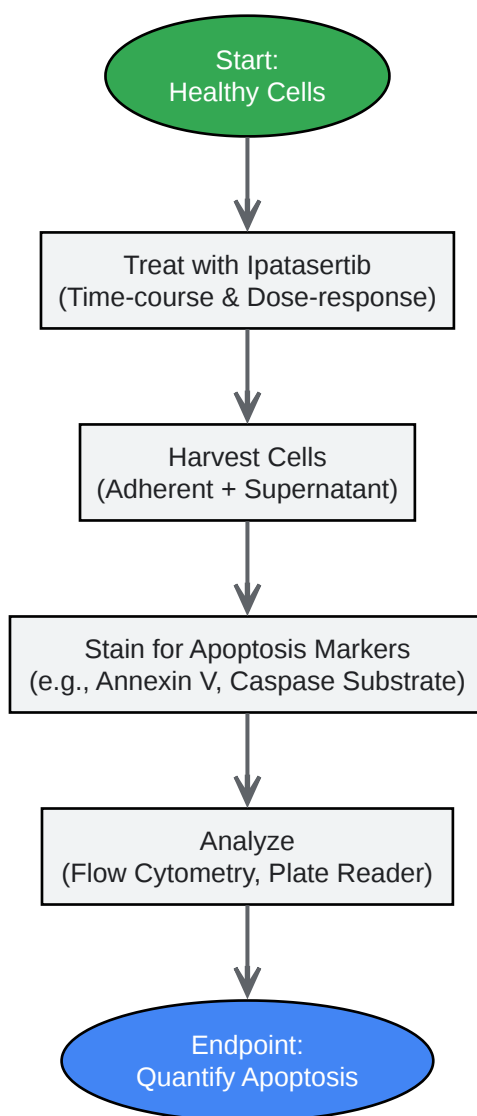 Start:
Healthy Cells
Treat with Ipatasertib
(Time-course & Dose-response)
Harvest Cells
(Adherent + Supernatant)
Stain for Apoptosis Markers
(e.g., Annexin V, Caspase Substrate)
Analyze
(Flow Cytometry, Plate Reader)
Endpoint:
Quantify Apoptosis